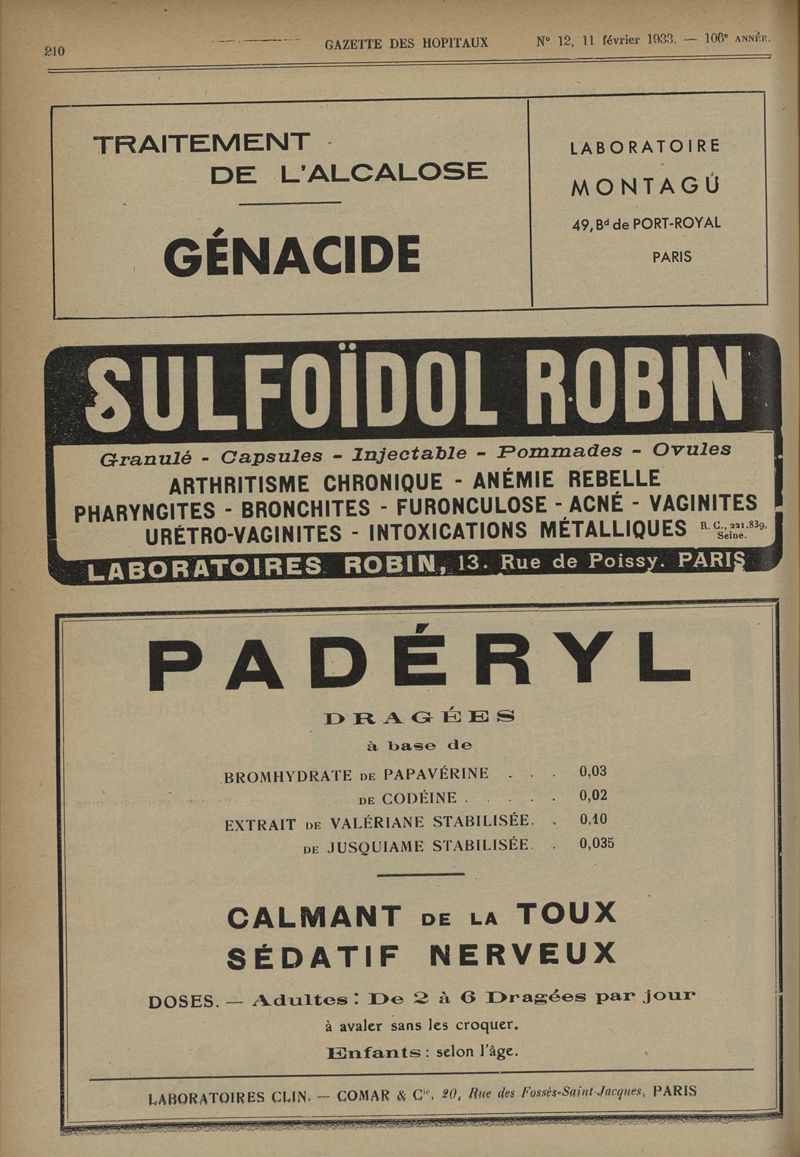 210
GAZETTE DES HOPITAUX
N° 12, 11 février 1933. — 106e ANNÉE.
TRAITEMENT
DE L'ALCALOSE
GÉNACIDE
LABORATOIRE
MONTAGU
49, Bd de PORT-ROYAL
PARIS
SULFOÏDOL ROBIN
Granulé - Capsules - Injectable - Pommades - Ovules
ARTHRITISME CHRONIQUE - ANÉMIE REBELLE
PHARYNGITES - BRONCHITES - FURONCULOSE - ACNÉ - VAGINITES
URÉTRO-VAGINITES - INTOXICATIONS MÉTALLIQUES R. C., 221.839, Seine.
LABORATOIRES ROBIN, 13. Rue de Poissy. PARIS
PADÉRYL
DRAGÉES
à base de
BROMHYDRATE DE PAPAVÉRINE . . . 0,03
DE CODÉINE . . . . . 0,02
EXTRAIT DE VALÉRIANE STABILISÉE. . 0,10
DE JUSQUIAME STABILISÉE. . 0,035
CALMANT DE LA TOUX
SÉDATIF NERVEUX
DOSES. — Adultes : De 2 à 6 Dragées par jour
à avaler sans les croquer.
Enfants : selon l'âge.
LABORATOIRES CLIN. — COMAR & Cie, 20, Rue des Fossés-Saint-Jacques, PARIS